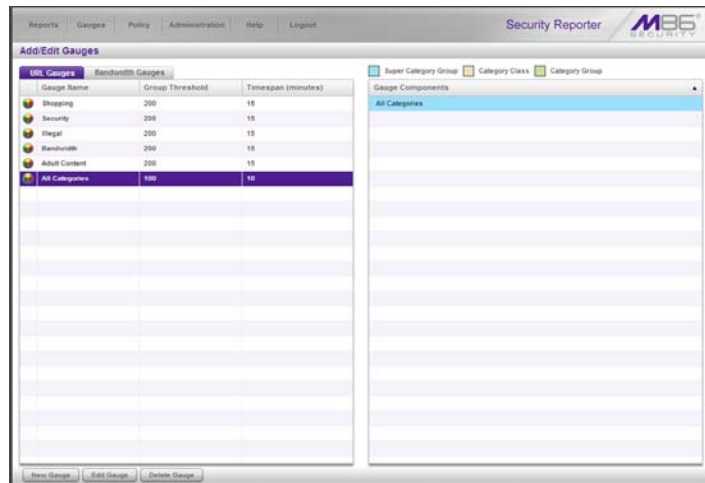 Reports Gauges Policy Administration Help Logout
Security Reporter
M86 SECURITY
Add/Edit Gauges
URL Gauges Bandwidth Gauges
Super Category Group Category Class Category Group
Gauge Name Group Threshold Timespan (minutes)
Shopping 200 15
Security 200 15
Illegal 200 15
Bandwidth 200 15
Adult Content 200 15
All Categories 100 10
Gauge Components
All Categories
New Gauge Edit Gauge Delete Gauge